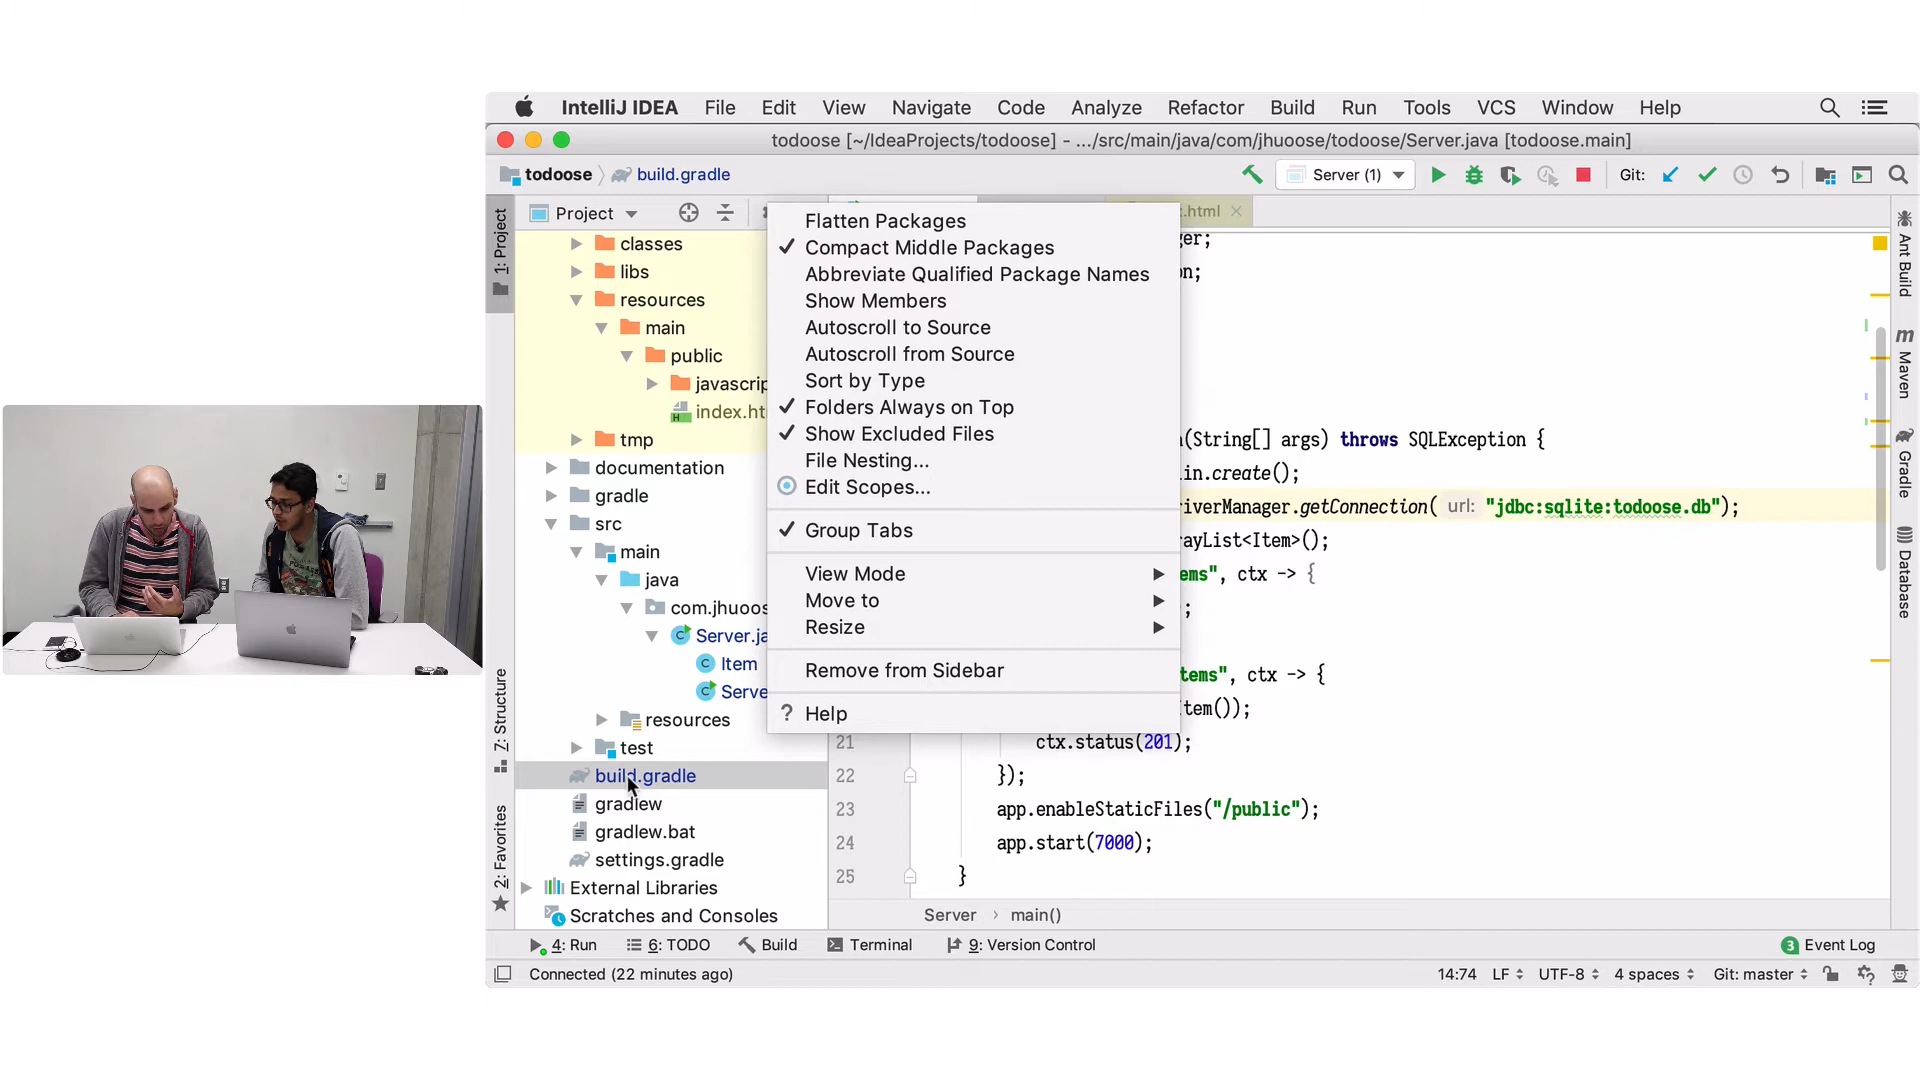 IntelliJ IDEA File Edit View Navigate Code Analyze Refactor Build Run Tools VCS Window Help
todoose [~/IdeaProjects/todoose] - .../src/main/java/com/jhuoose/todoose/Server.java [todoose.main]
todoose build.gradle Server (1) Git:
1: Project
Project
classes
libs
resources
main
public
javascrip
index.ht
tmp
documentation
gradle
src
main
java
com.jhuoos
Server.ja
Item
Serve
resources
test
build.gradle
gradlew
gradlew.bat
settings.gradle
External Libraries
Scratches and Consoles
Z: Structure
2: Favorites
Flatten Packages
Compact Middle Packages
Abbreviate Qualified Package Names
Show Members
Autoscroll to Source
Autoscroll from Source
Sort by Type
Folders Always on Top
Show Excluded Files
File Nesting...
Edit Scopes...
Group Tabs
View Mode
Move to
Resize
Remove from Sidebar
? Help
t.html
ger;
on;
(String[] args) throws SQLException {
in.create();
riverManager.getConnection( url: "jdbc:sqlite:todoose.db");
rayList<Item>();
ems", ctx -> {
;
tems", ctx -> {
tem());
21 ctx.status(201);
22 });
23 app.enableStaticFiles("/public");
24 app.start(7000);
25 }
Server › main()
Ant Build
m Maven
Gradle
Database
4: Run 6: TODO Build Terminal 9: Version Control 3 Event Log
Connected (22 minutes ago) 14:74 LF UTF-8 4 spaces Git: master